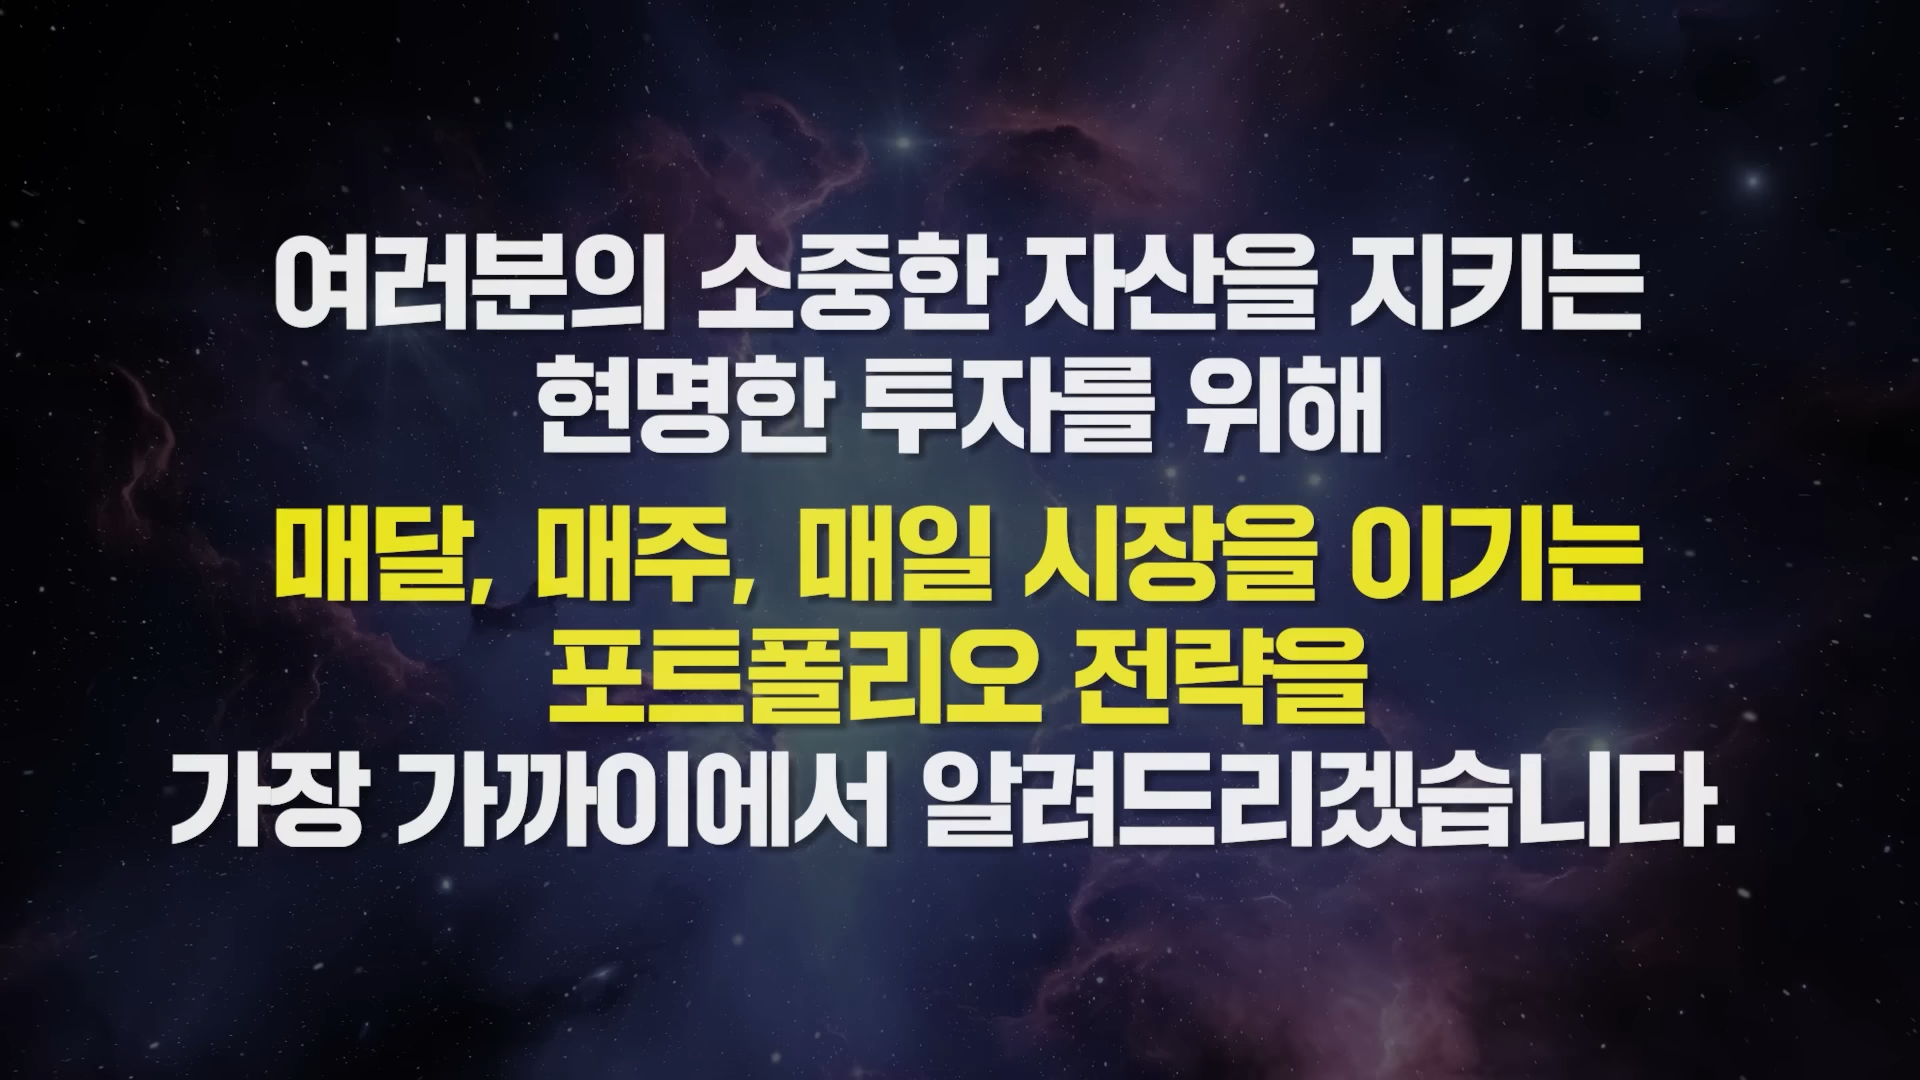 여러분의 소중한 자산을 지키는
현명한 투자를 위해
매달, 매주, 매일 시장을 이기는
포트폴리오 전략을
가장 가까이에서 알려드리겠습니다.